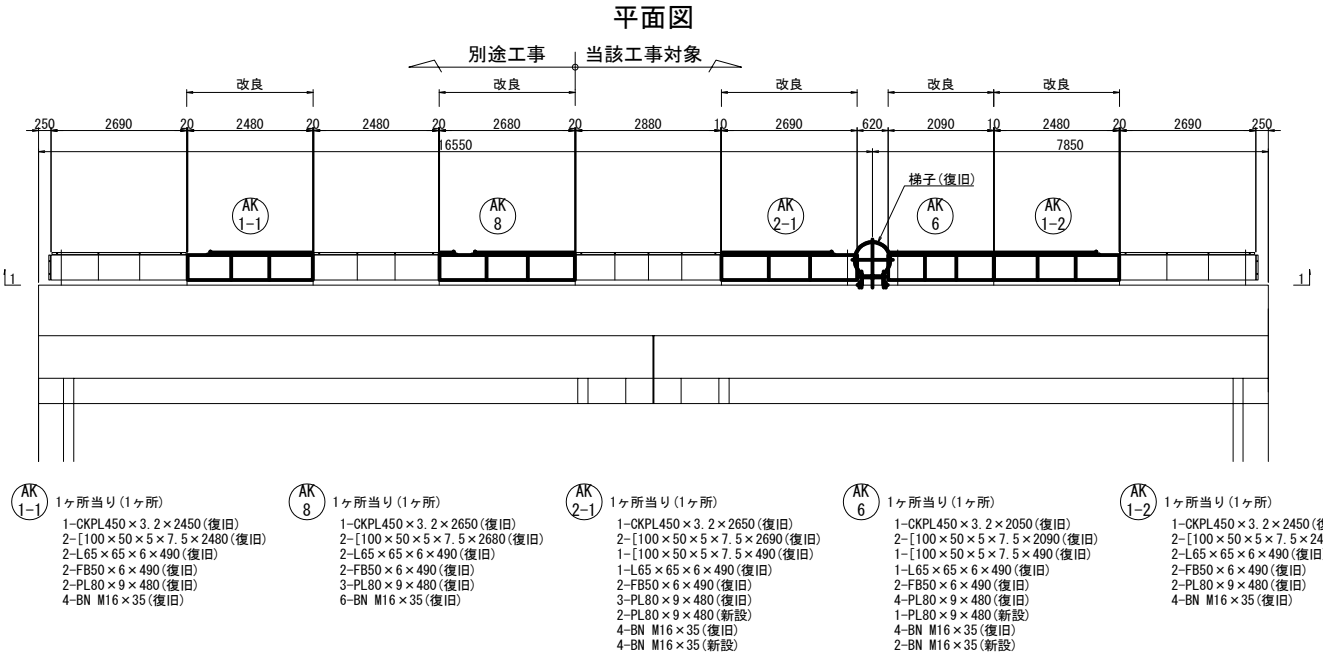 平面図
別途工事 当該工事対象
改良 改良 改良 改良 改良
250 2690 20 2480 20 2480 20 2680 20 2880 10 2690 620 2090 10 2480 20 2690 250
16550 7850
梯子(復旧)
AK 1-1
AK 8
AK 2-1
AK 6
AK 1-2
1 1
AK 1-1 1ヶ所当り(1ヶ所)
1-CKPL450×3.2×2450(復旧)
2-[100×50×5×7.5×2480(復旧)
2-L65×65×6×490(復旧)
2-FB50×6×490(復旧)
2-PL80×9×480(復旧)
4-BN M16×35(復旧)
AK 8 1ヶ所当り(1ヶ所)
1-CKPL450×3.2×2650(復旧)
2-[100×50×5×7.5×2680(復旧)
2-L65×65×6×490(復旧)
2-FB50×6×490(復旧)
3-PL80×9×480(復旧)
6-BN M16×35(復旧)
AK 2-1 1ヶ所当り(1ヶ所)
1-CKPL450×3.2×2650(復旧)
2-[100×50×5×7.5×2690(復旧)
1-[100×50×5×7.5×490(復旧)
1-L65×65×6×490(復旧)
2-FB50×6×490(復旧)
3-PL80×9×480(復旧)
2-PL80×9×480(新設)
4-BN M16×35(復旧)
4-BN M16×35(新設)
AK 6 1ヶ所当り(1ヶ所)
1-CKPL450×3.2×2050(復旧)
2-[100×50×5×7.5×2090(復旧)
1-[100×50×5×7.5×490(復旧)
1-L65×65×6×490(復旧)
2-FB50×6×490(復旧)
4-PL80×9×480(復旧)
1-PL80×9×480(新設)
4-BN M16×35(復旧)
2-BN M16×35(新設)
AK 1-2 1ヶ所当り(1ヶ所)
1-CKPL450×3.2×2450(復
2-[100×50×5×7.5×24
2-L65×65×6×490(復旧
2-FB50×6×490(復旧)
2-PL80×9×480(復旧)
4-BN M16×35(復旧)